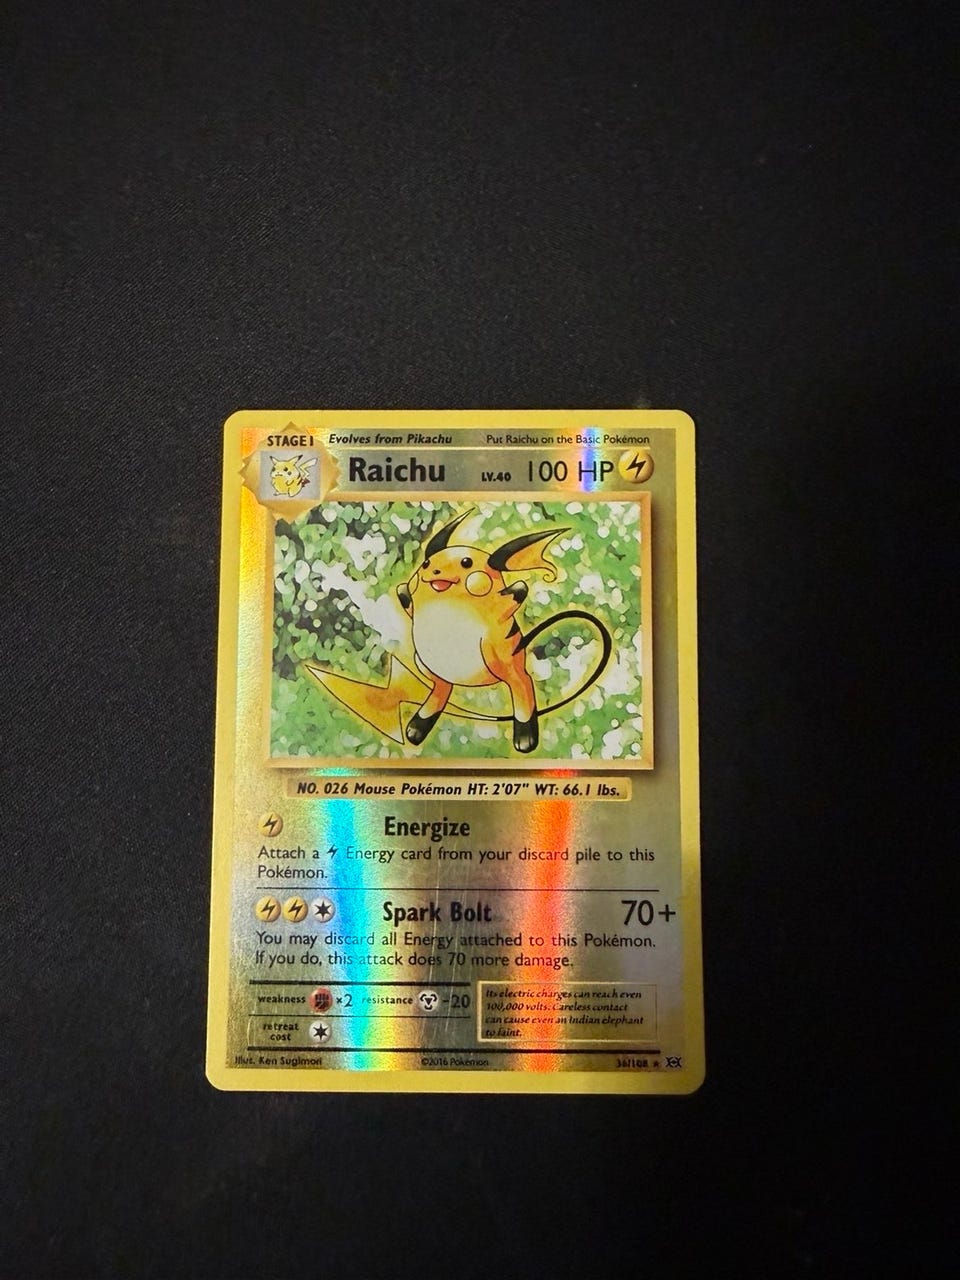 STAGE 1 Evolves from Pikachu Put Raichu on the Basic Pokémon
Raichu LV.40 100 HP
NO. 026 Mouse Pokémon HT: 2'07" WT: 66.1 lbs.
Energize
Attach a Energy card from your discard pile to this
Pokémon.
Spark Bolt 70+
You may discard all Energy attached to this Pokémon.
If you do, this attack does 70 more damage.
weakness ×2 resistance -20
retreat
cost
Its electric charges can reach even
100,000 volts. Careless contact
can cause even an Indian elephant
to faint.
Illus. Ken Sugimori ©2016 Pokémon 36/108 ★